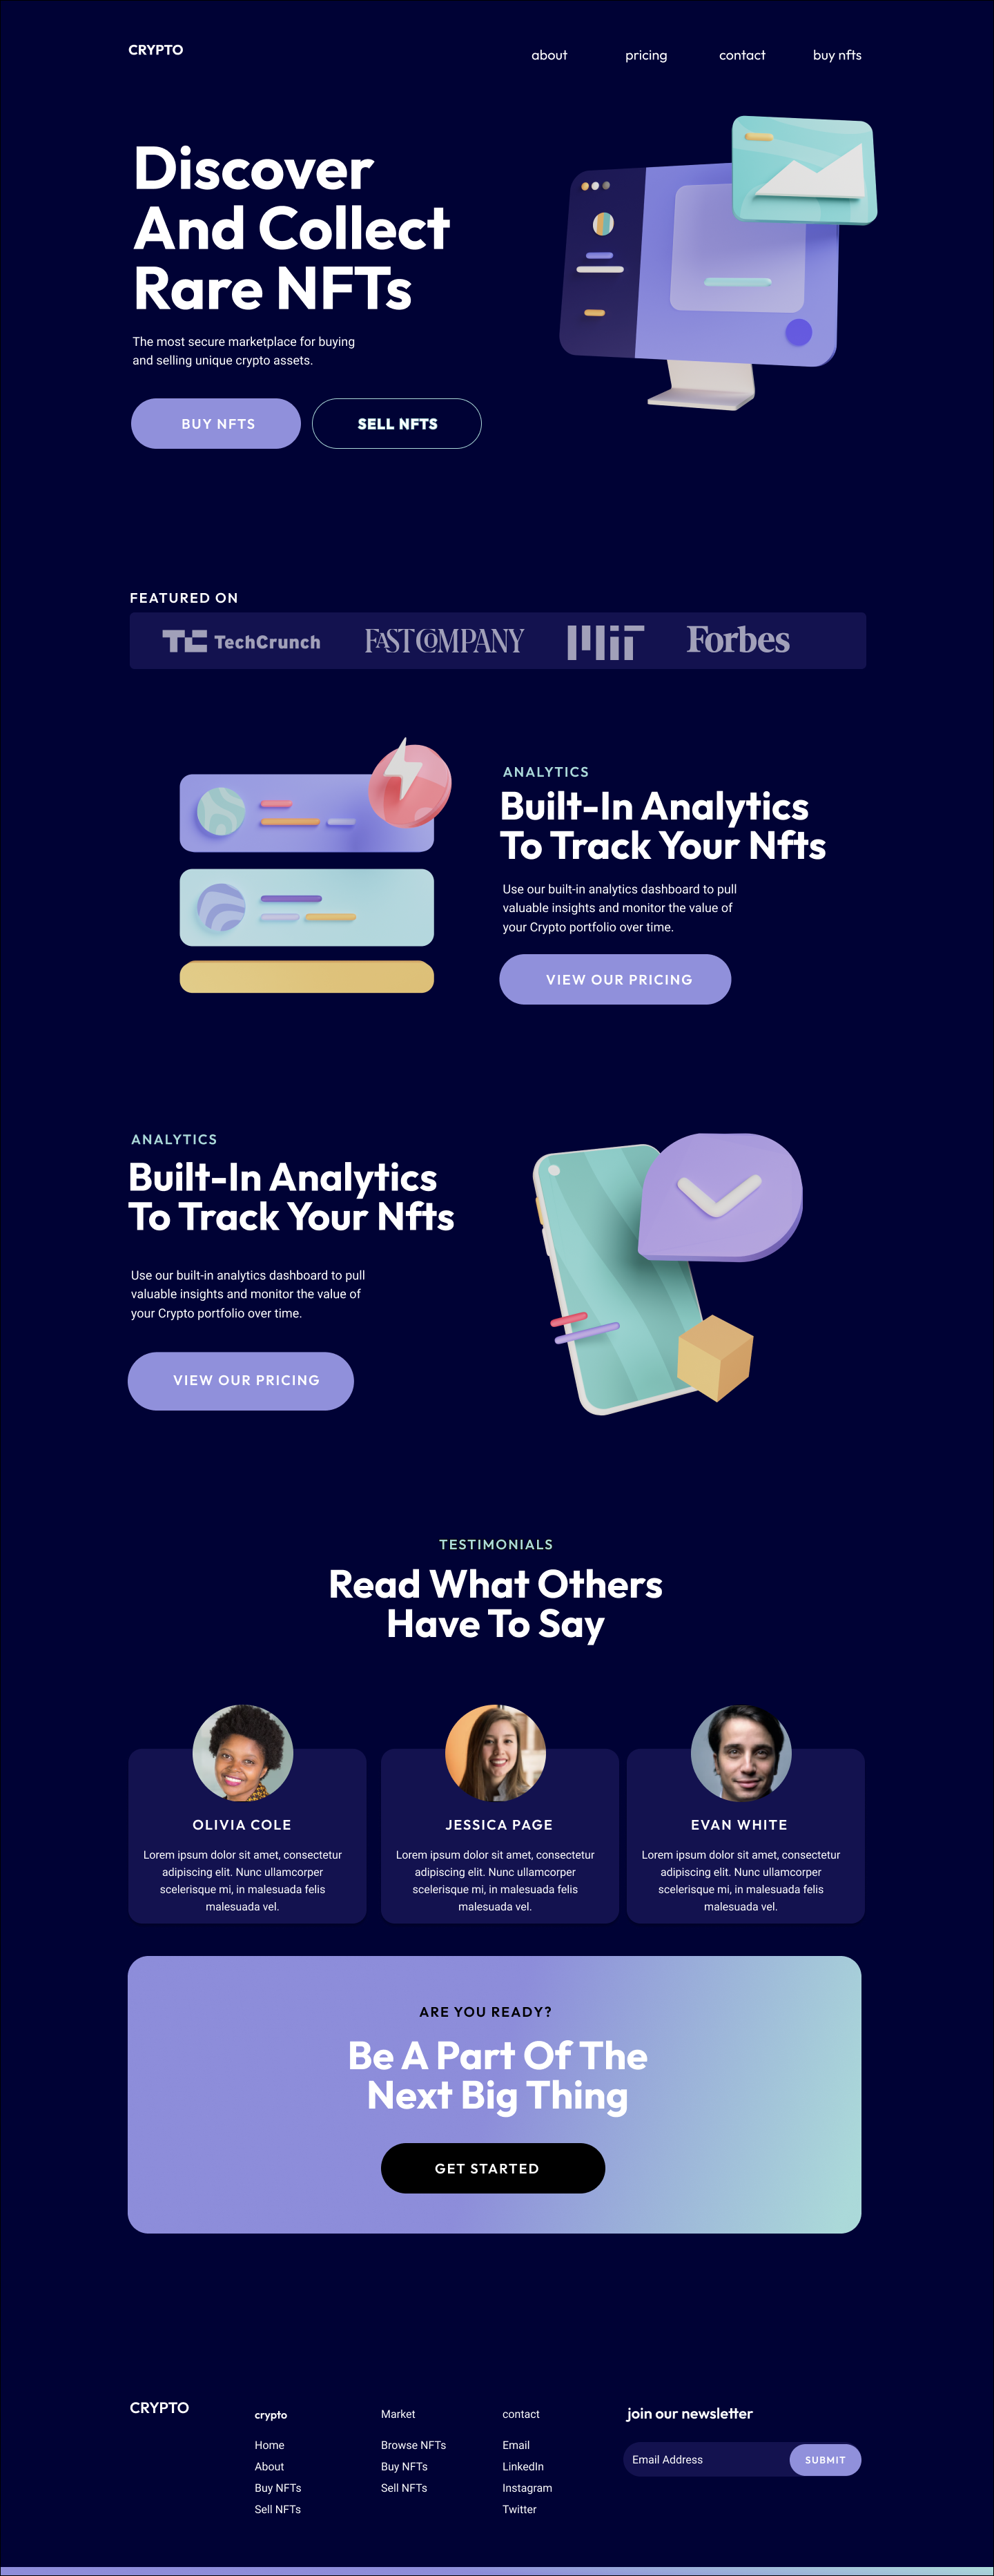 CRYPTO
about
pricing
contact
buy nfts
Discover
And Collect
Rare NFTs
The most secure marketplace for buying
and selling unique crypto assets.
BUY NFTS
SELL NFTS
FEATURED ON
TC TechCrunch
FAST COMPANY
MIT
Forbes
ANALYTICS
Built-In Analytics
To Track Your Nfts
Use our built-in analytics dashboard to pull
valuable insights and monitor the value of
your Crypto portfolio over time.
VIEW OUR PRICING
ANALYTICS
Built-In Analytics
To Track Your Nfts
Use our built-in analytics dashboard to pull
valuable insights and monitor the value of
your Crypto portfolio over time.
VIEW OUR PRICING
TESTIMONIALS
Read What Others
Have To Say
OLIVIA COLE
Lorem ipsum dolor sit amet, consectetur
adipiscing elit. Nunc ullamcorper
scelerisque mi, in malesuada felis
malesuada vel.
JESSICA PAGE
Lorem ipsum dolor sit amet, consectetur
adipiscing elit. Nunc ullamcorper
scelerisque mi, in malesuada felis
malesuada vel.
EVAN WHITE
Lorem ipsum dolor sit amet, consectetur
adipiscing elit. Nunc ullamcorper
scelerisque mi, in malesuada felis
malesuada vel.
ARE YOU READY?
Be A Part Of The
Next Big Thing
GET STARTED
CRYPTO
crypto
Home
About
Buy NFTs
Sell NFTs
Market
Browse NFTs
Buy NFTs
Sell NFTs
contact
Email
LinkedIn
Instagram
Twitter
join our newsletter
Email Address
SUBMIT